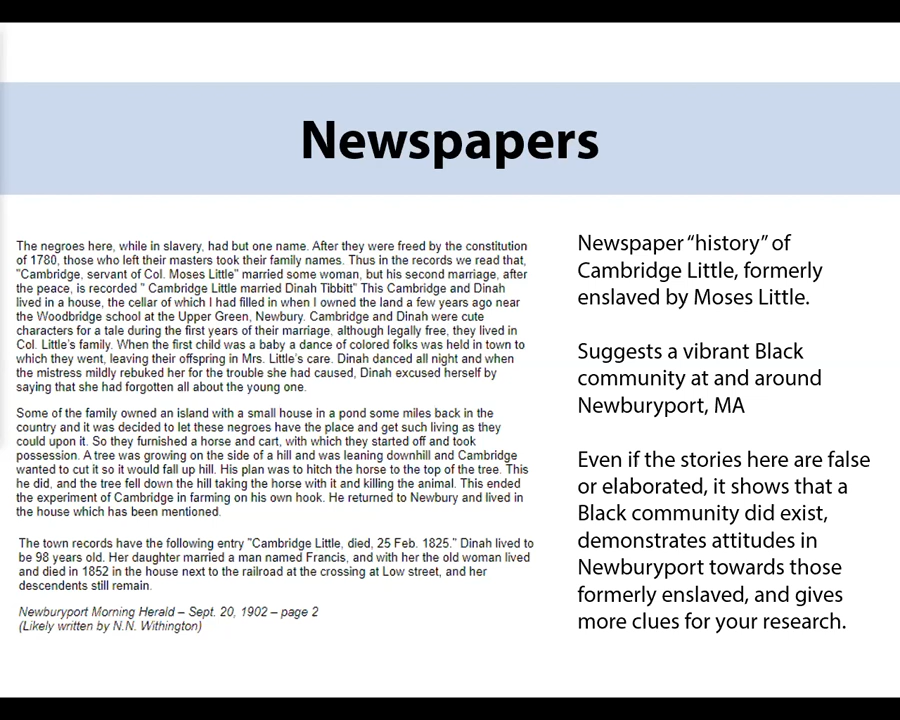 Newspapers
The negroes here, while in slavery, had but one name. After they were freed by the constitution
of 1780, those who left their masters took their family names. Thus in the records we read that,
"Cambridge, servant of Col. Moses Little" married some woman, but his second marriage, after
the peace, is recorded " Cambridge Little married Dinah Tibbitt" This Cambridge and Dinah
lived in a house, the cellar of which I had filled in when I owned the land a few years ago near
the Woodbridge school at the Upper Green, Newbury. Cambridge and Dinah were cute
characters for a tale during the first years of their marriage, although legally free, they lived in
Col. Little's family. When the first child was a baby a dance of colored folks was held in town to
which they went, leaving their offspring in Mrs. Little's care. Dinah danced all night and when
the mistress mildly rebuked her for the trouble she had caused, Dinah excused herself by
saying that she had forgotten all about the young one.
Some of the family owned an island with a small house in a pond some miles back in the
country and it was decided to let these negroes have the place and get such living as they
could upon it. So they furnished a horse and cart, with which they started off and took
possession. A tree was growing on the side of a hill and was leaning downhill and Cambridge
wanted to cut it so it would fall up hill. His plan was to hitch the horse to the top of the tree. This
he did, and the tree fell down the hill taking the horse with it and killing the animal. This ended
the experiment of Cambridge in farming on his own hook. He returned to Newbury and lived in
the house which has been mentioned.
The town records have the following entry "Cambridge Little, died, 25 Feb. 1825." Dinah lived to
be 98 years old. Her daughter married a man named Francis, and with her the old woman lived
and died in 1852 in the house next to the railroad at the crossing at Low street, and her
descendents still remain.
Newburyport Morning Herald – Sept. 20, 1902 – page 2
(Likely written by N.N. Withington)
Newspaper “history” of
Cambridge Little, formerly
enslaved by Moses Little.
Suggests a vibrant Black
community at and around
Newburyport, MA
Even if the stories here are false
or elaborated, it shows that a
Black community did exist,
demonstrates attitudes in
Newburyport towards those
formerly enslaved, and gives
more clues for your research.